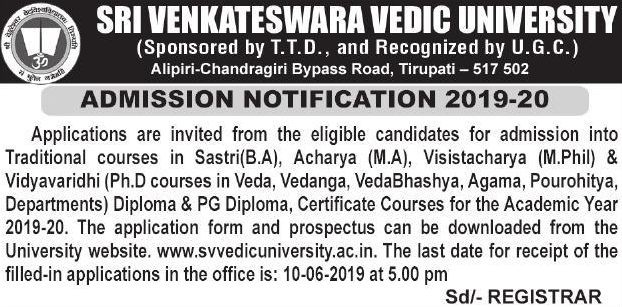 SRI VENKATESWARA VEDIC UNIVERSITY
(Sponsored by T.T.D., and Recognized by U.G.C.)
Alipiri-Chandragiri Bypass Road, Tirupati – 517 502
ADMISSION NOTIFICATION 2019-20
Applications are invited from the eligible candidates for admission into
Traditional courses in Sastri(B.A), Acharya (M.A), Visistacharya (M.Phil) &
Vidyavaridhi (Ph.D courses in Veda, Vedanga, VedaBhashya, Agama, Pourohitya,
Departments) Diploma & PG Diploma, Certificate Courses for the Academic Year
2019-20. The application form and prospectus can be downloaded from the
University website. www.svvedicuniversity.ac.in. The last date for receipt of the
filled-in applications in the office is: 10-06-2019 at 5.00 pm
Sd/- REGISTRAR